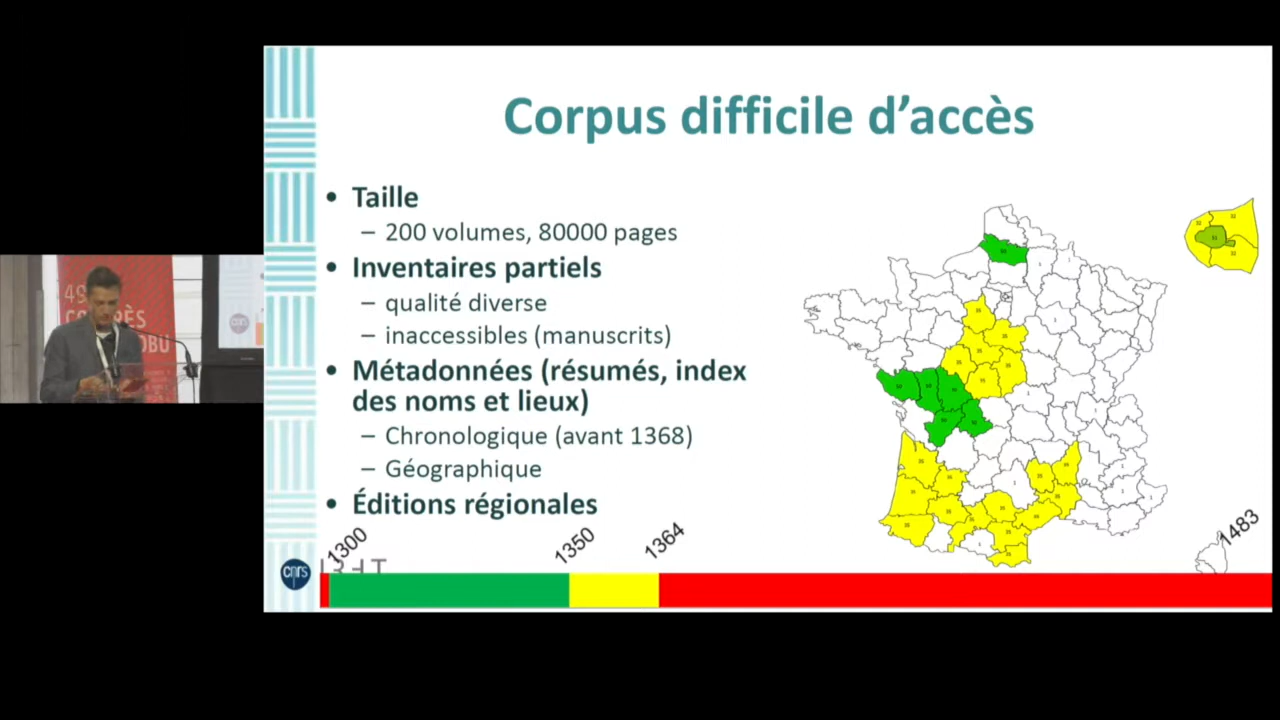 Corpus difficile d’accès
• Taille
– 200 volumes, 80000 pages
• Inventaires partiels
– qualité diverse
– inaccessibles (manuscrits)
• Métadonnées (résumés, index
des noms et lieux)
– Chronologique (avant 1368)
– Géographique
• Éditions régionales
1300
1350
1364
1483
cnrs
49